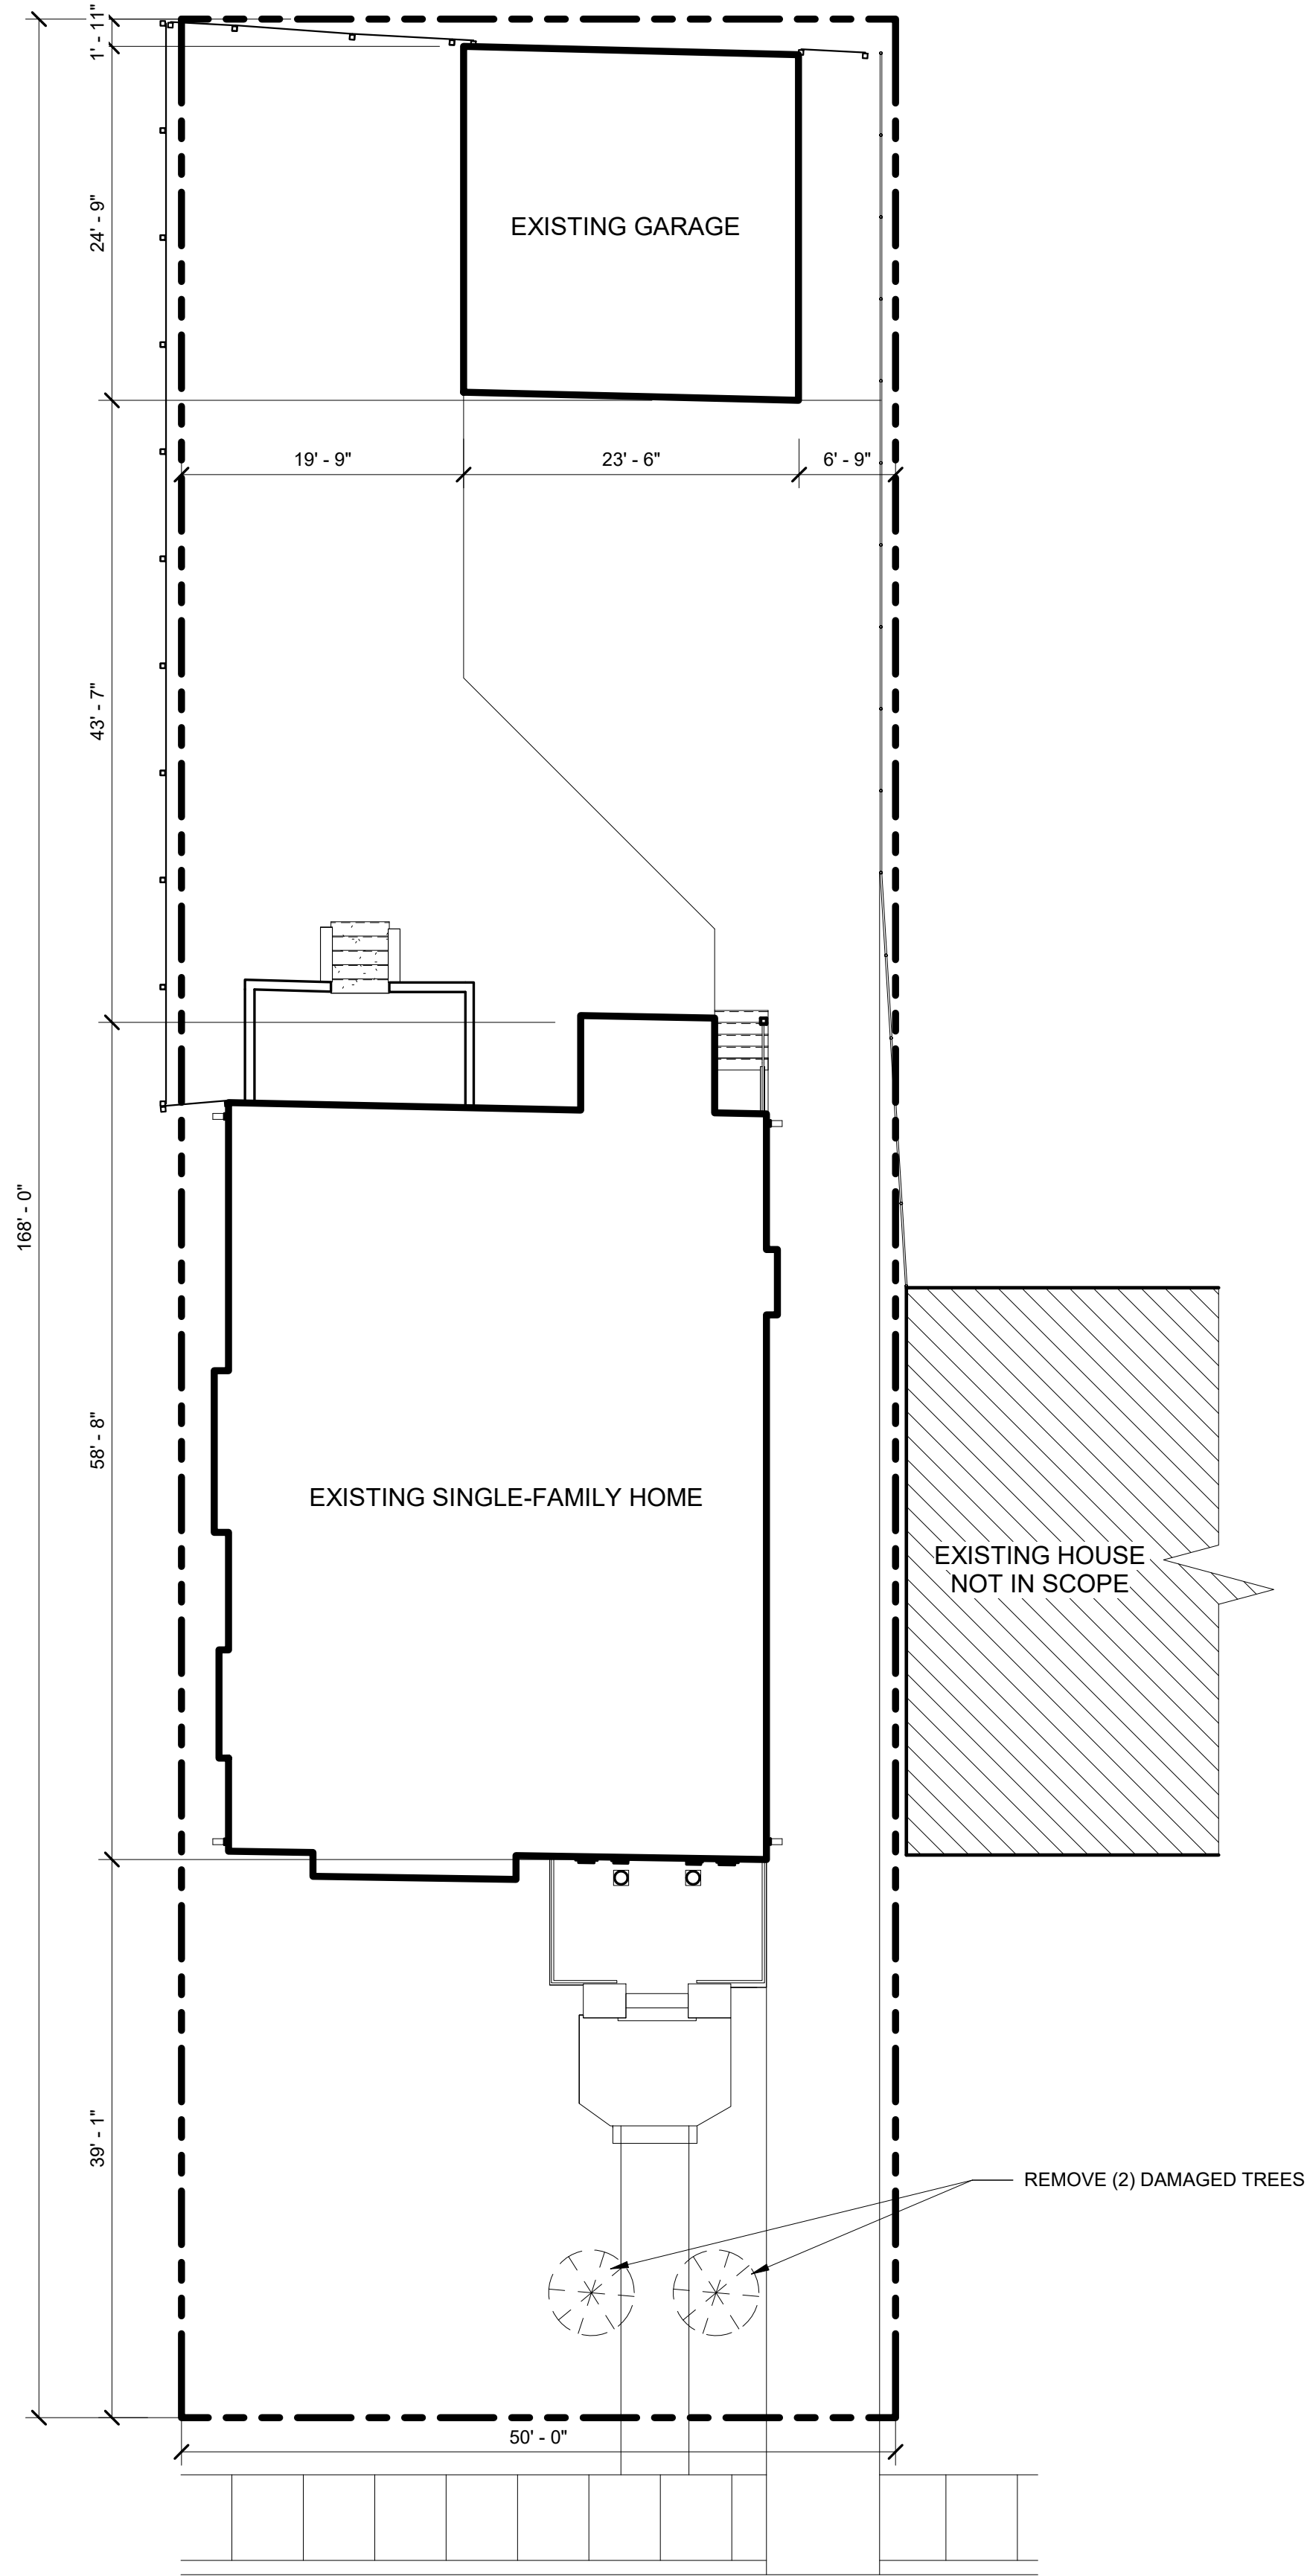 1' - 11"
EXISTING GARAGE
24' - 9"
19' - 9"
23' - 6"
6' - 9"
43' - 7"
168' - 0"
58' - 8"
EXISTING SINGLE-FAMILY HOME
EXISTING HOUSE
NOT IN SCOPE
39' - 1"
REMOVE (2) DAMAGED TREES
50' - 0"